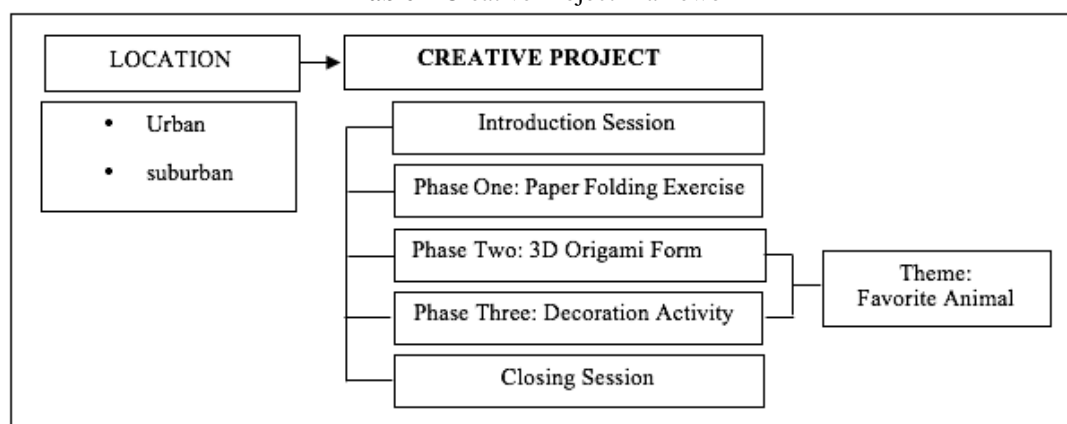 LOCATION
CREATIVE PROJECT
• Urban
• suburban
Introduction Session
Phase One: Paper Folding Exercise
Phase Two: 3D Origami Form
Phase Three: Decoration Activity
Closing Session
Theme:
Favorite Animal